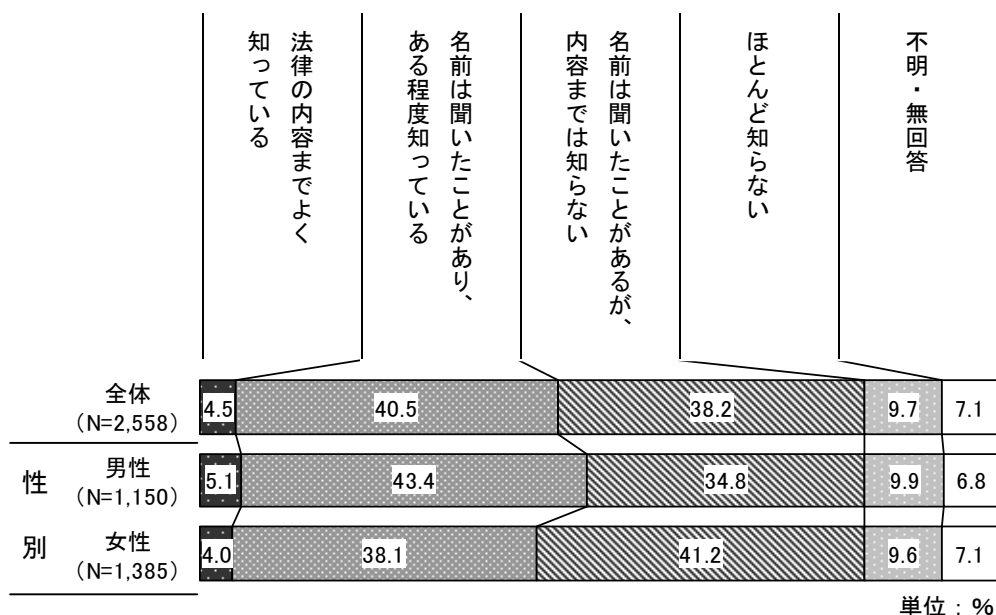 法律の内容までよく
知っている
名前は聞いたことがあり、
ある程度知っている
名前は聞いたことがあるが、
内容までは知らない
ほとんど知らない
不明・無回答
全体
（N=2,558）
4.5
40.5
38.2
9.7
7.1
性別
男性
（N=1,150）
5.1
43.4
34.8
9.9
6.8
女性
（N=1,385）
4.0
38.1
41.2
9.6
7.1
単位：％